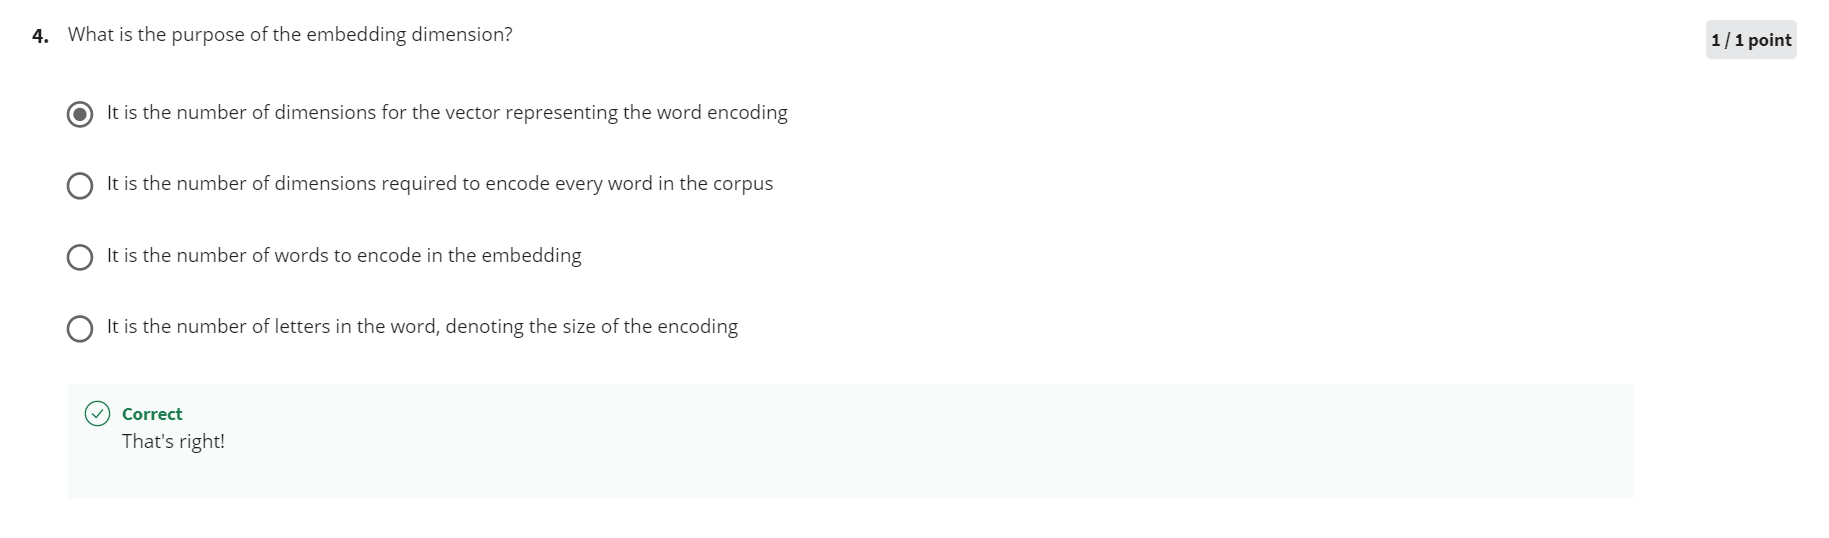 4. What is the purpose of the embedding dimension?
1 / 1 point
It is the number of dimensions for the vector representing the word encoding
It is the number of dimensions required to encode every word in the corpus
It is the number of words to encode in the embedding
It is the number of letters in the word, denoting the size of the encoding
Correct
That's right!